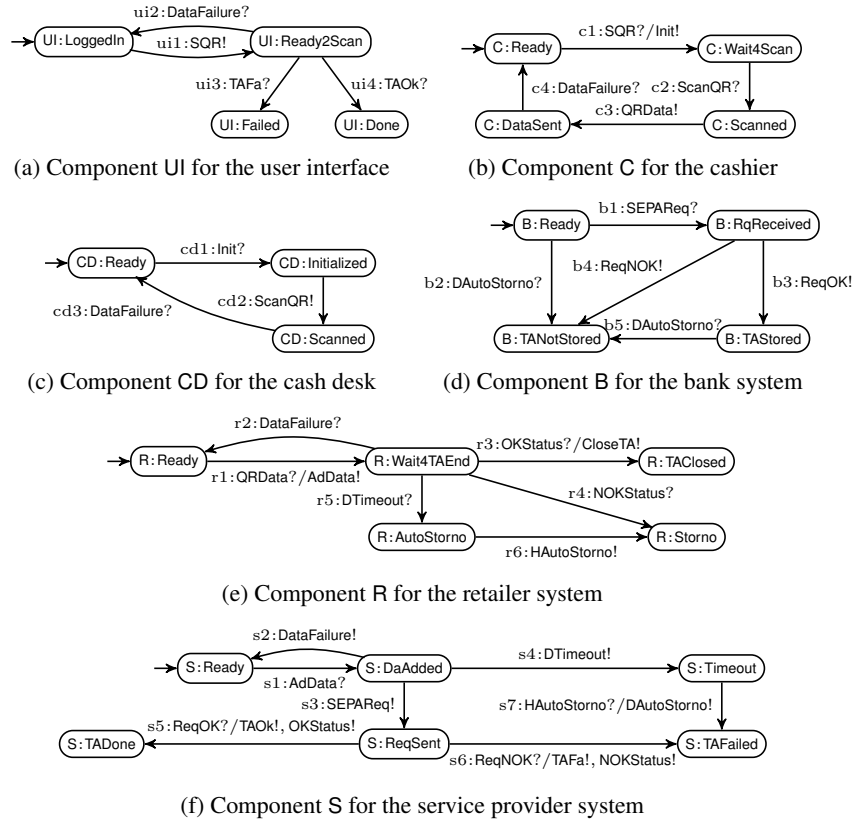 ui2:DataFailure?
UI:LoggedIn
UI:Ready2Scan
ui1:SQR!
ui3:TAFa?
ui4:TAOk?
UI:Failed
UI:Done
(a) Component UI for the user interface
c1:SQR?/Init!
C:Ready
C:Wait4Scan
c4:DataFailure?
c2:ScanQR?
c3:QRData!
C:DataSent
C:Scanned
(b) Component C for the cashier
cd1:Init?
CD:Ready
CD:Initialized
cd2:ScanQR!
cd3:DataFailure?
CD:Scanned
(c) Component CD for the cash desk
b1:SEPAReq?
B:Ready
B:RqReceived
b4:ReqNOK!
b2:DAutoStorno?
b3:ReqOK!
b5:DAutoStorno?
B:TANotStored
B:TAStored
(d) Component B for the bank system
r2:DataFailure?
r3:OKStatus?/CloseTA!
R:Ready
R:Wait4TAEnd
R:TAClosed
r1:QRData?/AdData!
r5:DTimeout?
r4:NOKStatus?
R:AutoStorno
R:Storno
r6:HAutoStorno!
(e) Component R for the retailer system
s2:DataFailure!
s4:DTimeout!
S:Ready
S:DaAdded
S:Timeout
s1:AdData?
s3:SEPAReq!
s7:HAutoStorno?/DAutoStorno!
s5:ReqOK?/TAOk!, OKStatus!
S:TADone
S:ReqSent
S:TAFailed
s6:ReqNOK?/TAFa!, NOKStatus!
(f) Component S for the service provider system